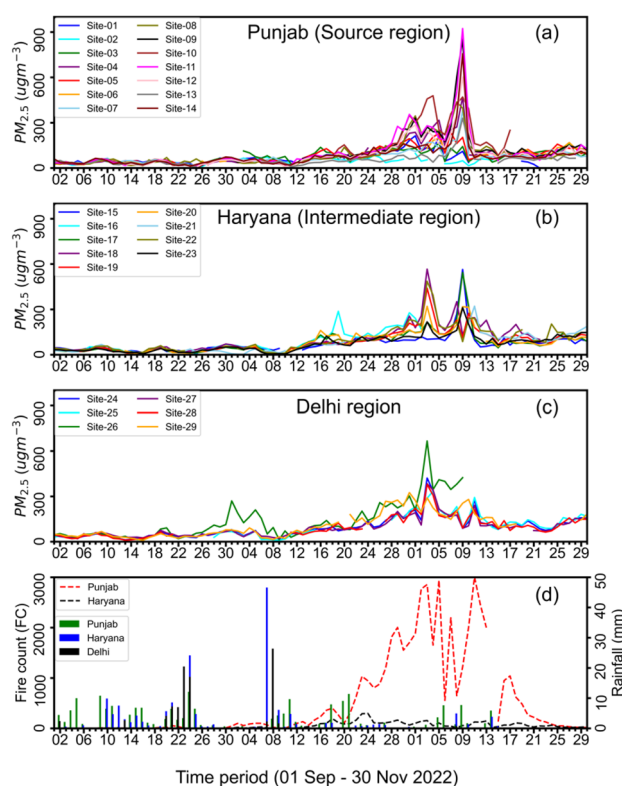 Punjab (Source region)
(a)
PM2.5 (ugm−3)
900
600
300
0
Site-01 Site-08
Site-02 Site-09
Site-03 Site-10
Site-04 Site-11
Site-05 Site-12
Site-06 Site-13
Site-07 Site-14
02 06 10 14 18 22 26 30 04 08 12 16 20 24 28 01 05 09 13 17 21 25 29
Haryana (Intermediate region)
(b)
PM2.5 (ugm−3)
900
600
300
0
Site-15 Site-20
Site-16 Site-21
Site-17 Site-22
Site-18 Site-23
Site-19
02 06 10 14 18 22 26 30 04 08 12 16 20 24 28 01 05 09 13 17 21 25 29
Delhi region
(c)
PM2.5 (ugm−3)
900
600
300
0
Site-24 Site-27
Site-25 Site-28
Site-26 Site-29
02 06 10 14 18 22 26 30 04 08 12 16 20 24 28 01 05 09 13 17 21 25 29
(d)
Fire count (FC)
3000
2000
1000
0
Punjab
Haryana
Punjab
Haryana
Delhi
50
40
30
20
10
0
Rainfall (mm)
02 06 10 14 18 22 26 30 04 08 12 16 20 24 28 01 05 09 13 17 21 25 29
Time period (01 Sep - 30 Nov 2022)